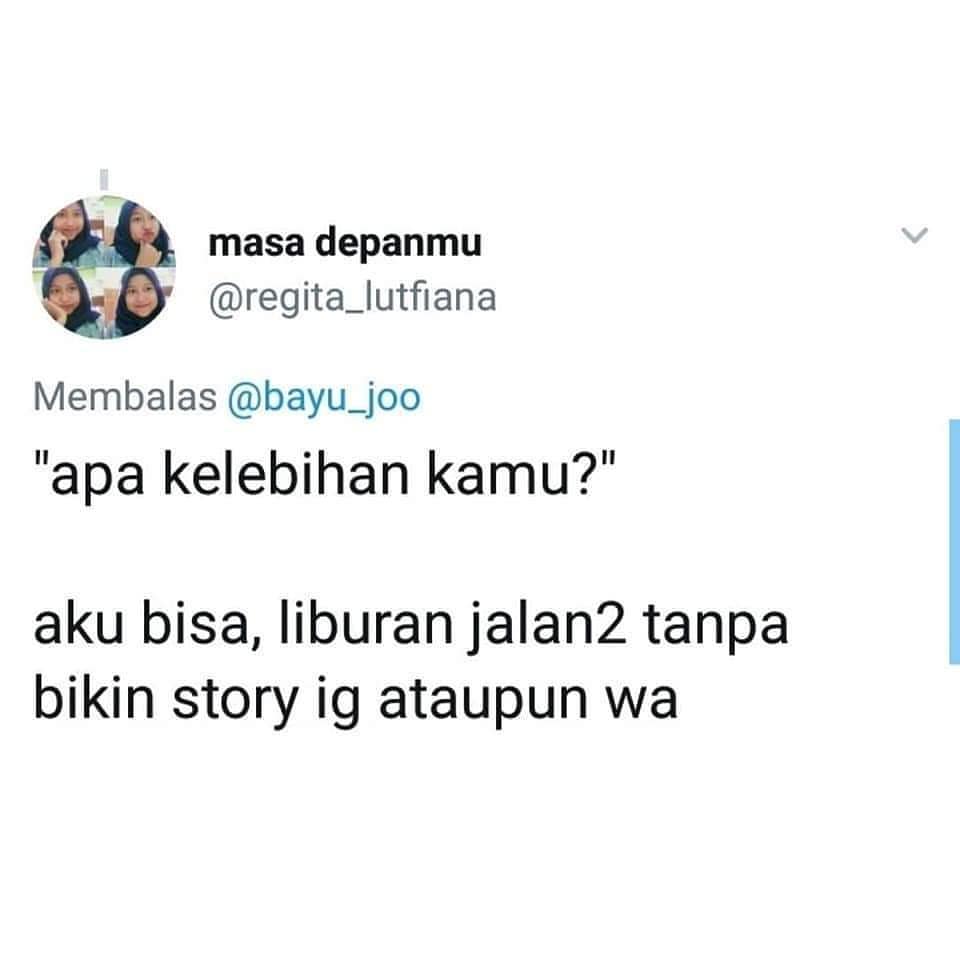 masa depanmu
@regita_lutfiana
Membalas @bayu_joo
"apa kelebihan kamu?"
aku bisa, liburan jalan2 tanpa
bikin story ig ataupun wa